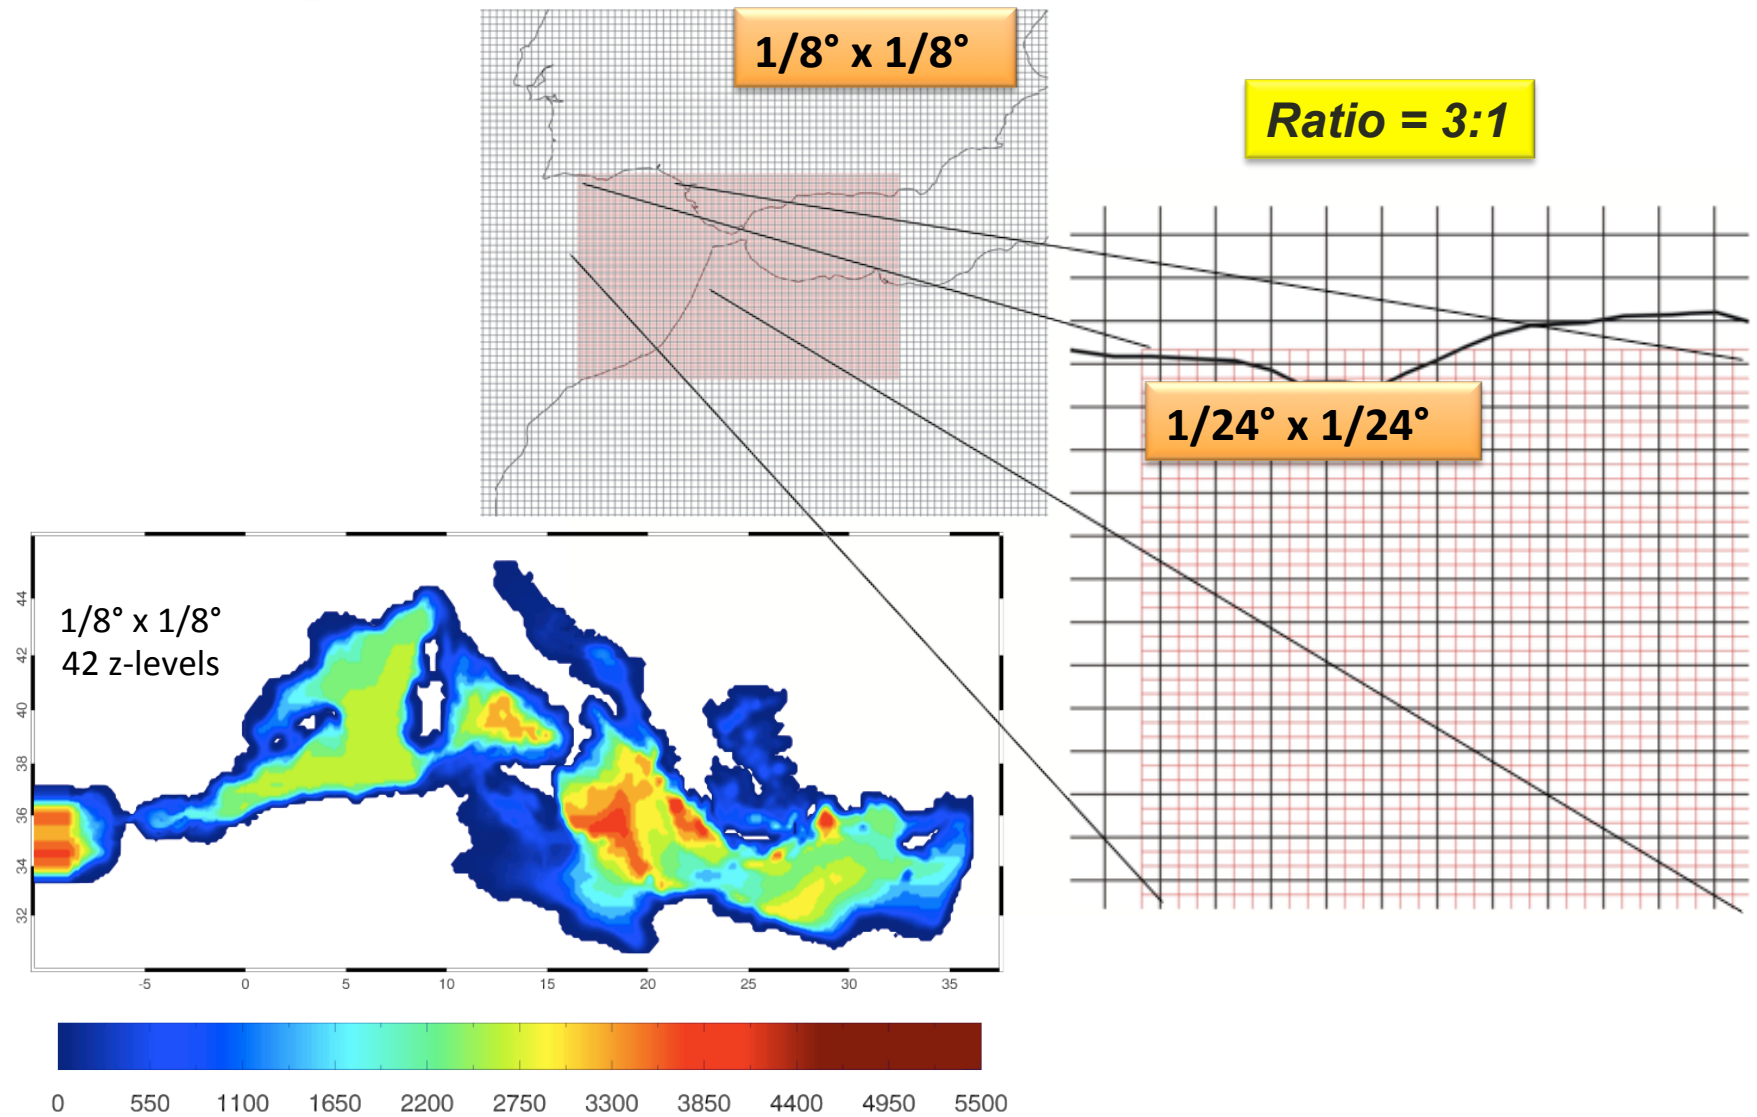 1/8° x 1/8°
Ratio = 3:1
1/24° x 1/24°
1/8° x 1/8°
42 z-levels
44
42
40
38
36
34
32
-5 0 5 10 15 20 25 30 35
0 550 1100 1650 2200 2750 3300 3850 4400 4950 5500